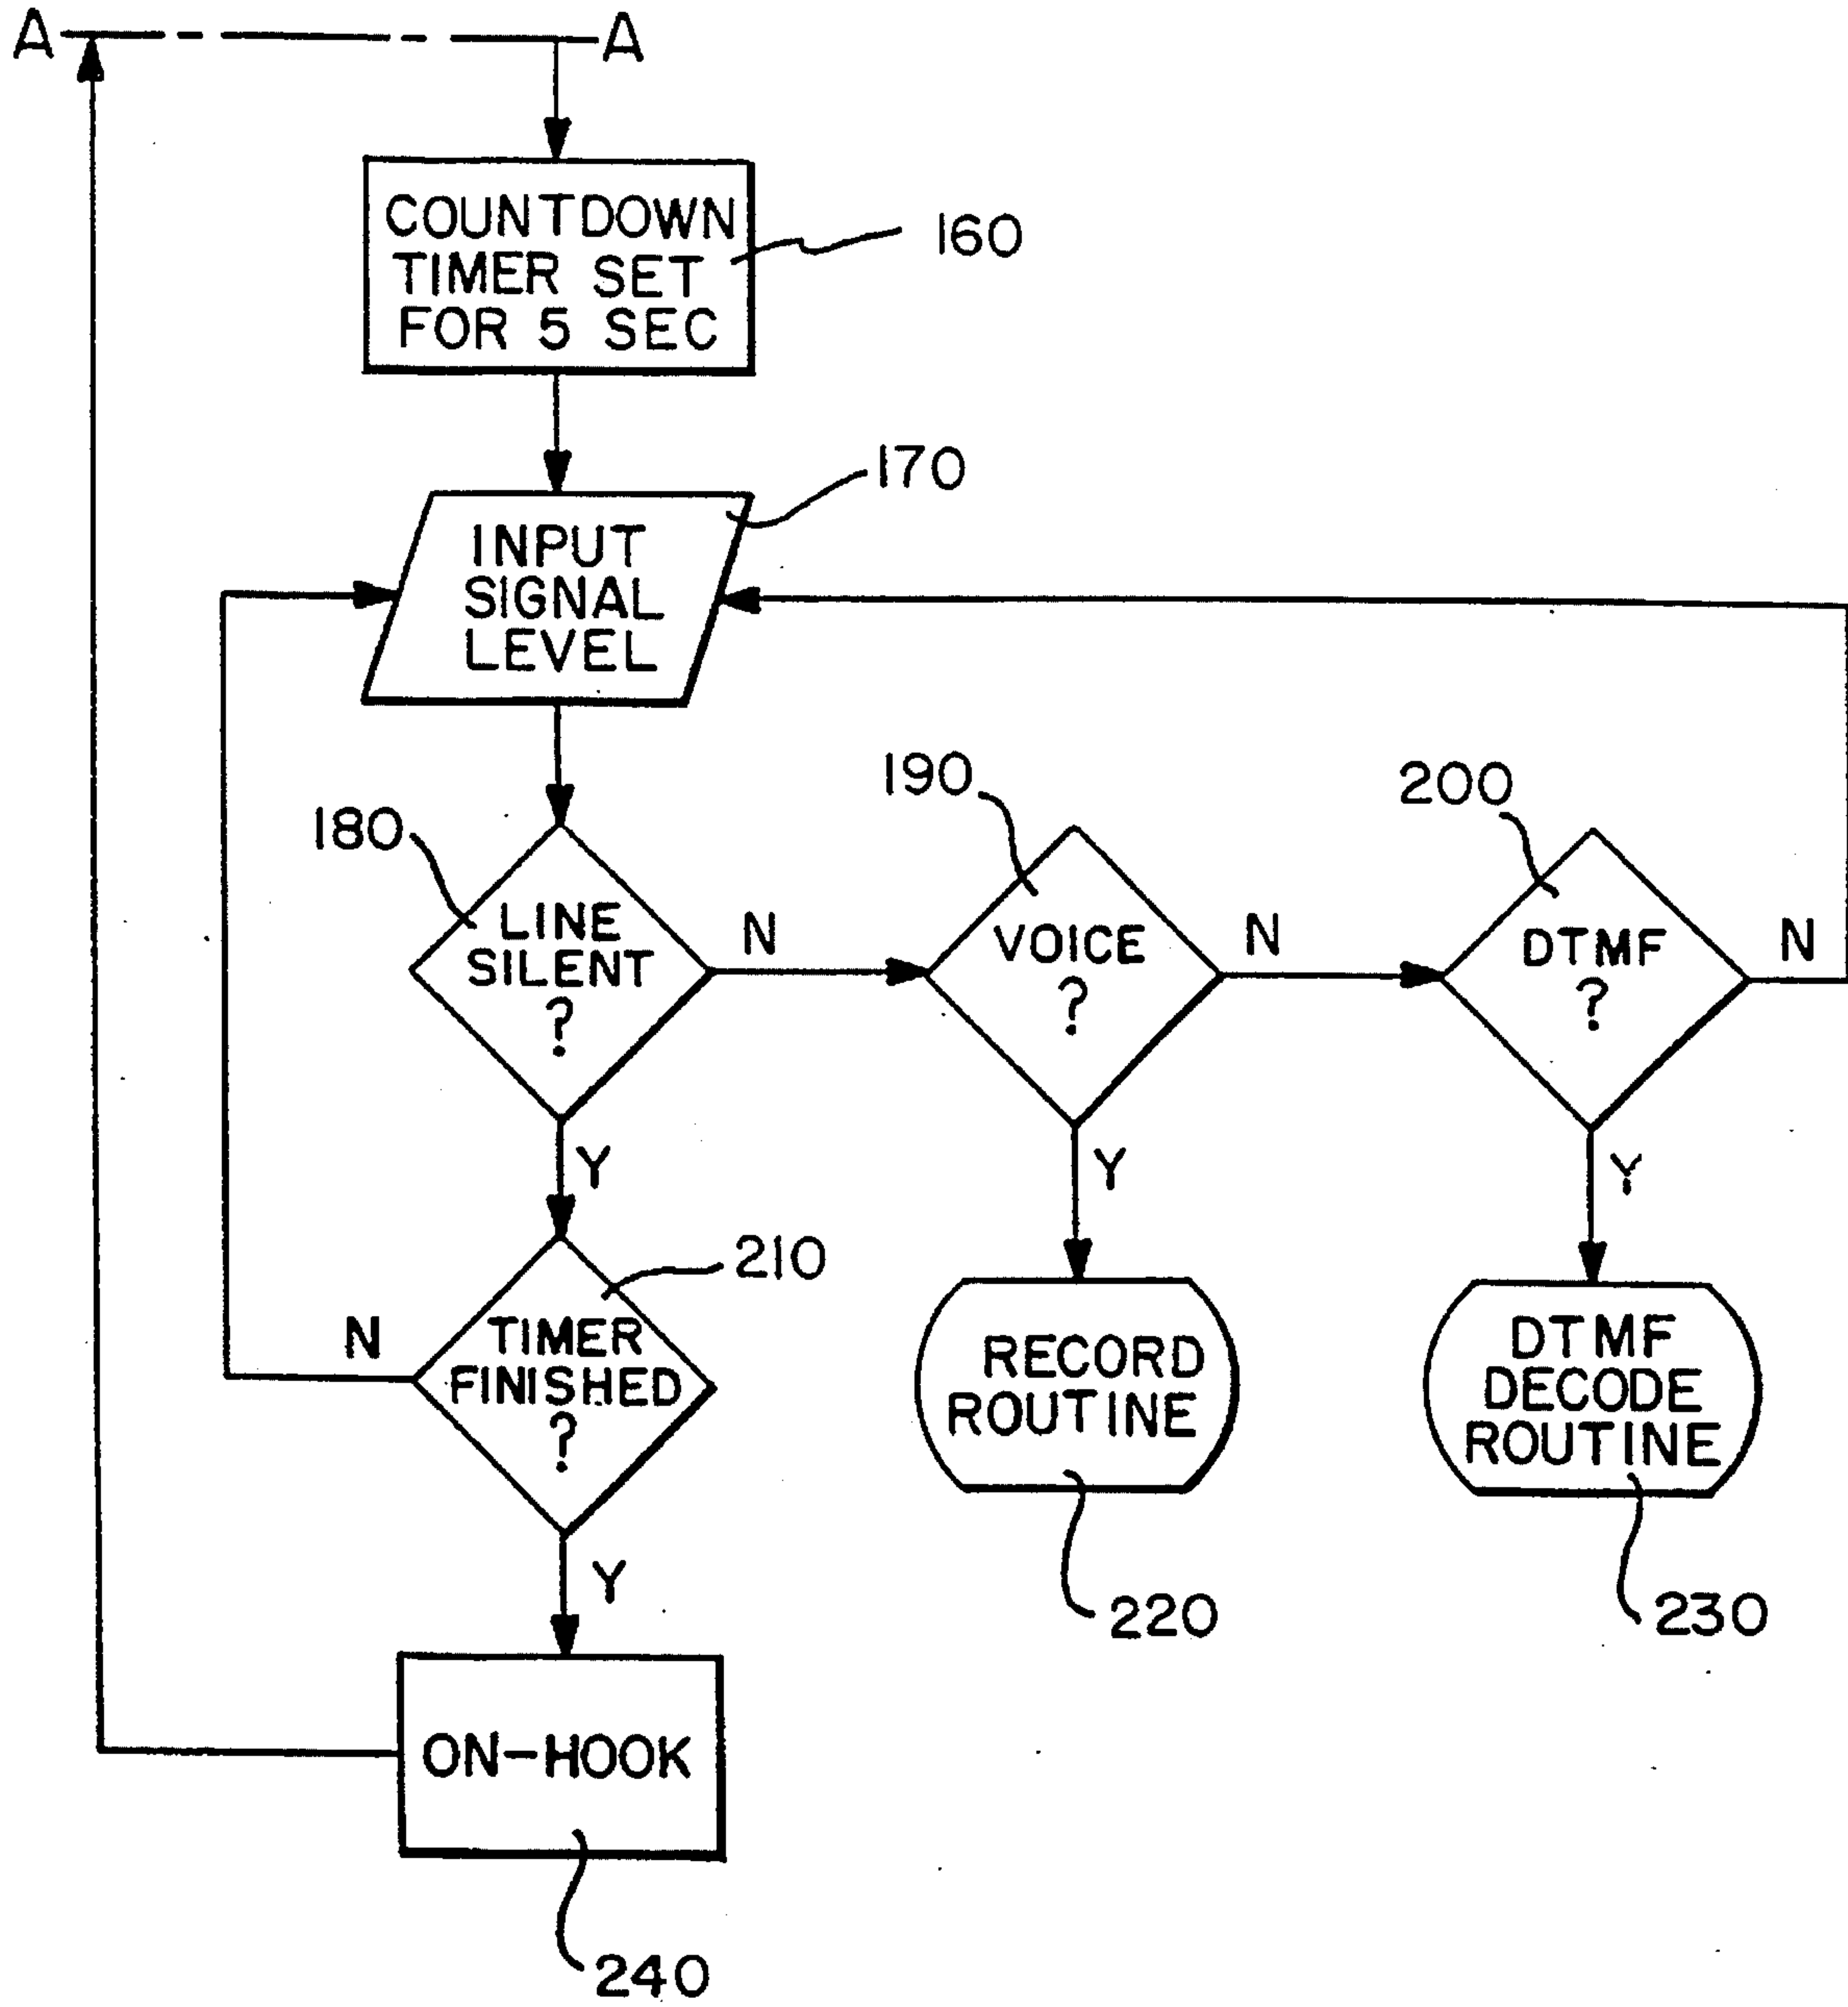 A A
COUNTDOWN
TIMER SET
FOR 5 SEC
160
170
INPUT
SIGNAL
LEVEL
180
LINE
SILENT
?
N
190
VOICE
?
N
200
DTMF
?
N
Y
Y
Y
210
TIMER
FINISHED
?
N
RECORD
ROUTINE
220
DTMF
DECODE
ROUTINE
230
Y
ON-HOOK
240